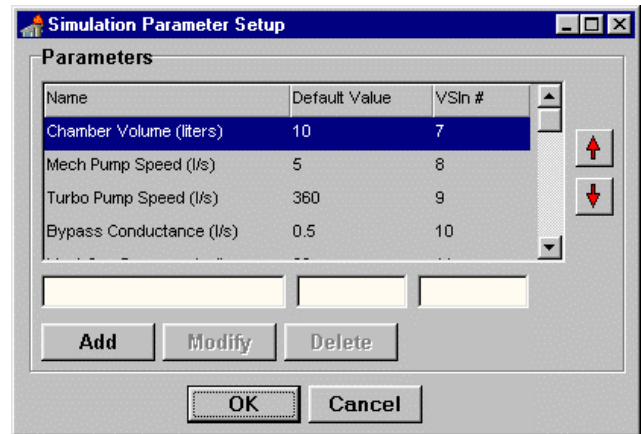 Simulation Parameter Setup
Parameters
Name Default Value VSIn #
Chamber Volume (liters) 10 7
Mech Pump Speed (l/s) 5 8
Turbo Pump Speed (l/s) 360 9
Bypass Conductance (l/s) 0.5 10
Add Modify Delete
OK Cancel